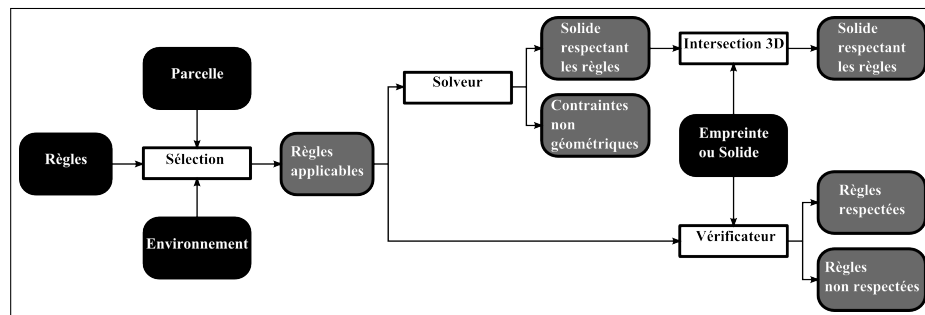 Parcelle
Règles
Sélection
Environnement
Règles
applicables
Solveur
Solide
respectant
les règles
Contraintes
non
géométriques
Intersection 3D
Solide
respectant
les règles
Empreinte
ou Solide
Vérificateur
Règles
respectées
Règles
non respectées